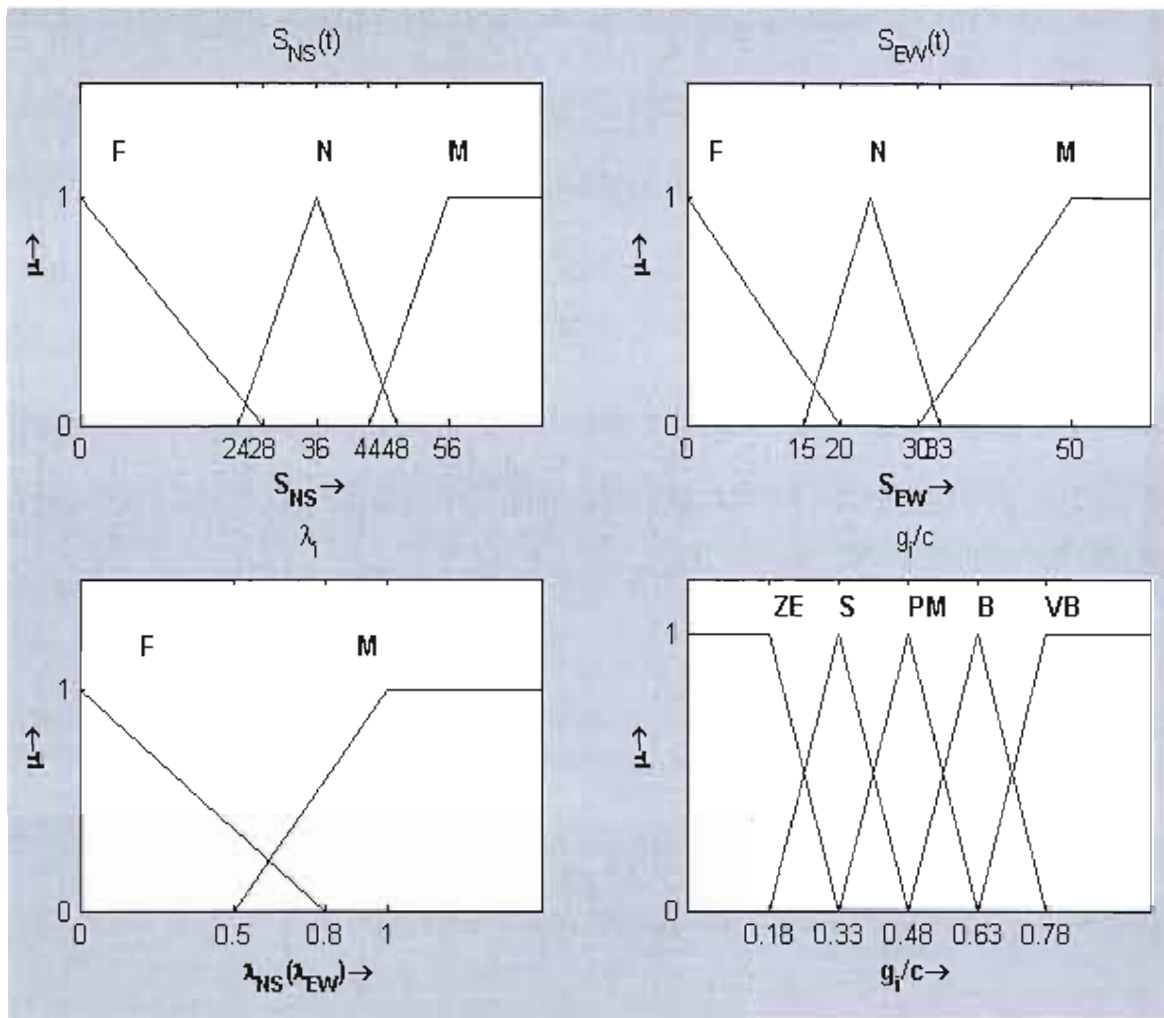 S_NS(t)
F N M
1
μ→
0
0 24 28 36 44 48 56
S_NS→
S_EW(t)
F N M
1
μ→
0
0 15 20 30 33 50
S_EW→
λ_i
F M
1
μ→
0
0 0.5 0.8 1
λ_NS(λ_EW)→
g_i/c
ZE S PM B VB
1
μ→
0
0.18 0.33 0.48 0.63 0.78
g_i/c→